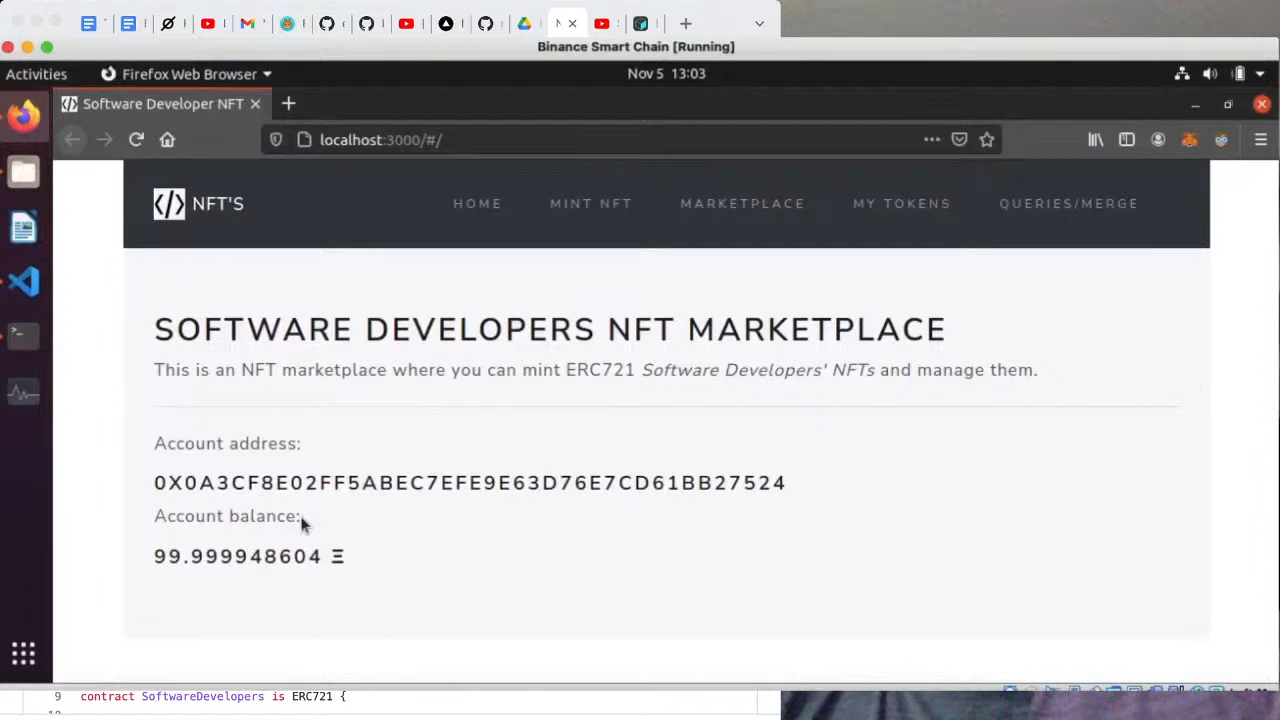 Binance Smart Chain [Running]
Activities
Firefox Web Browser
Nov 5 13:03
Software Developer NFT
localhost:3000/#/
</> NFT'S
HOME
MINT NFT
MARKETPLACE
MY TOKENS
QUERIES/MERGE
SOFTWARE DEVELOPERS NFT MARKETPLACE
This is an NFT marketplace where you can mint ERC721 Software Developers' NFTs and manage them.
Account address:
0X0A3CF8E02FF5ABEC7EFE9E63D76E7CD61BB27524
Account balance:
99.999948604 Ξ
9 contract SoftwareDevelopers is ERC721 {